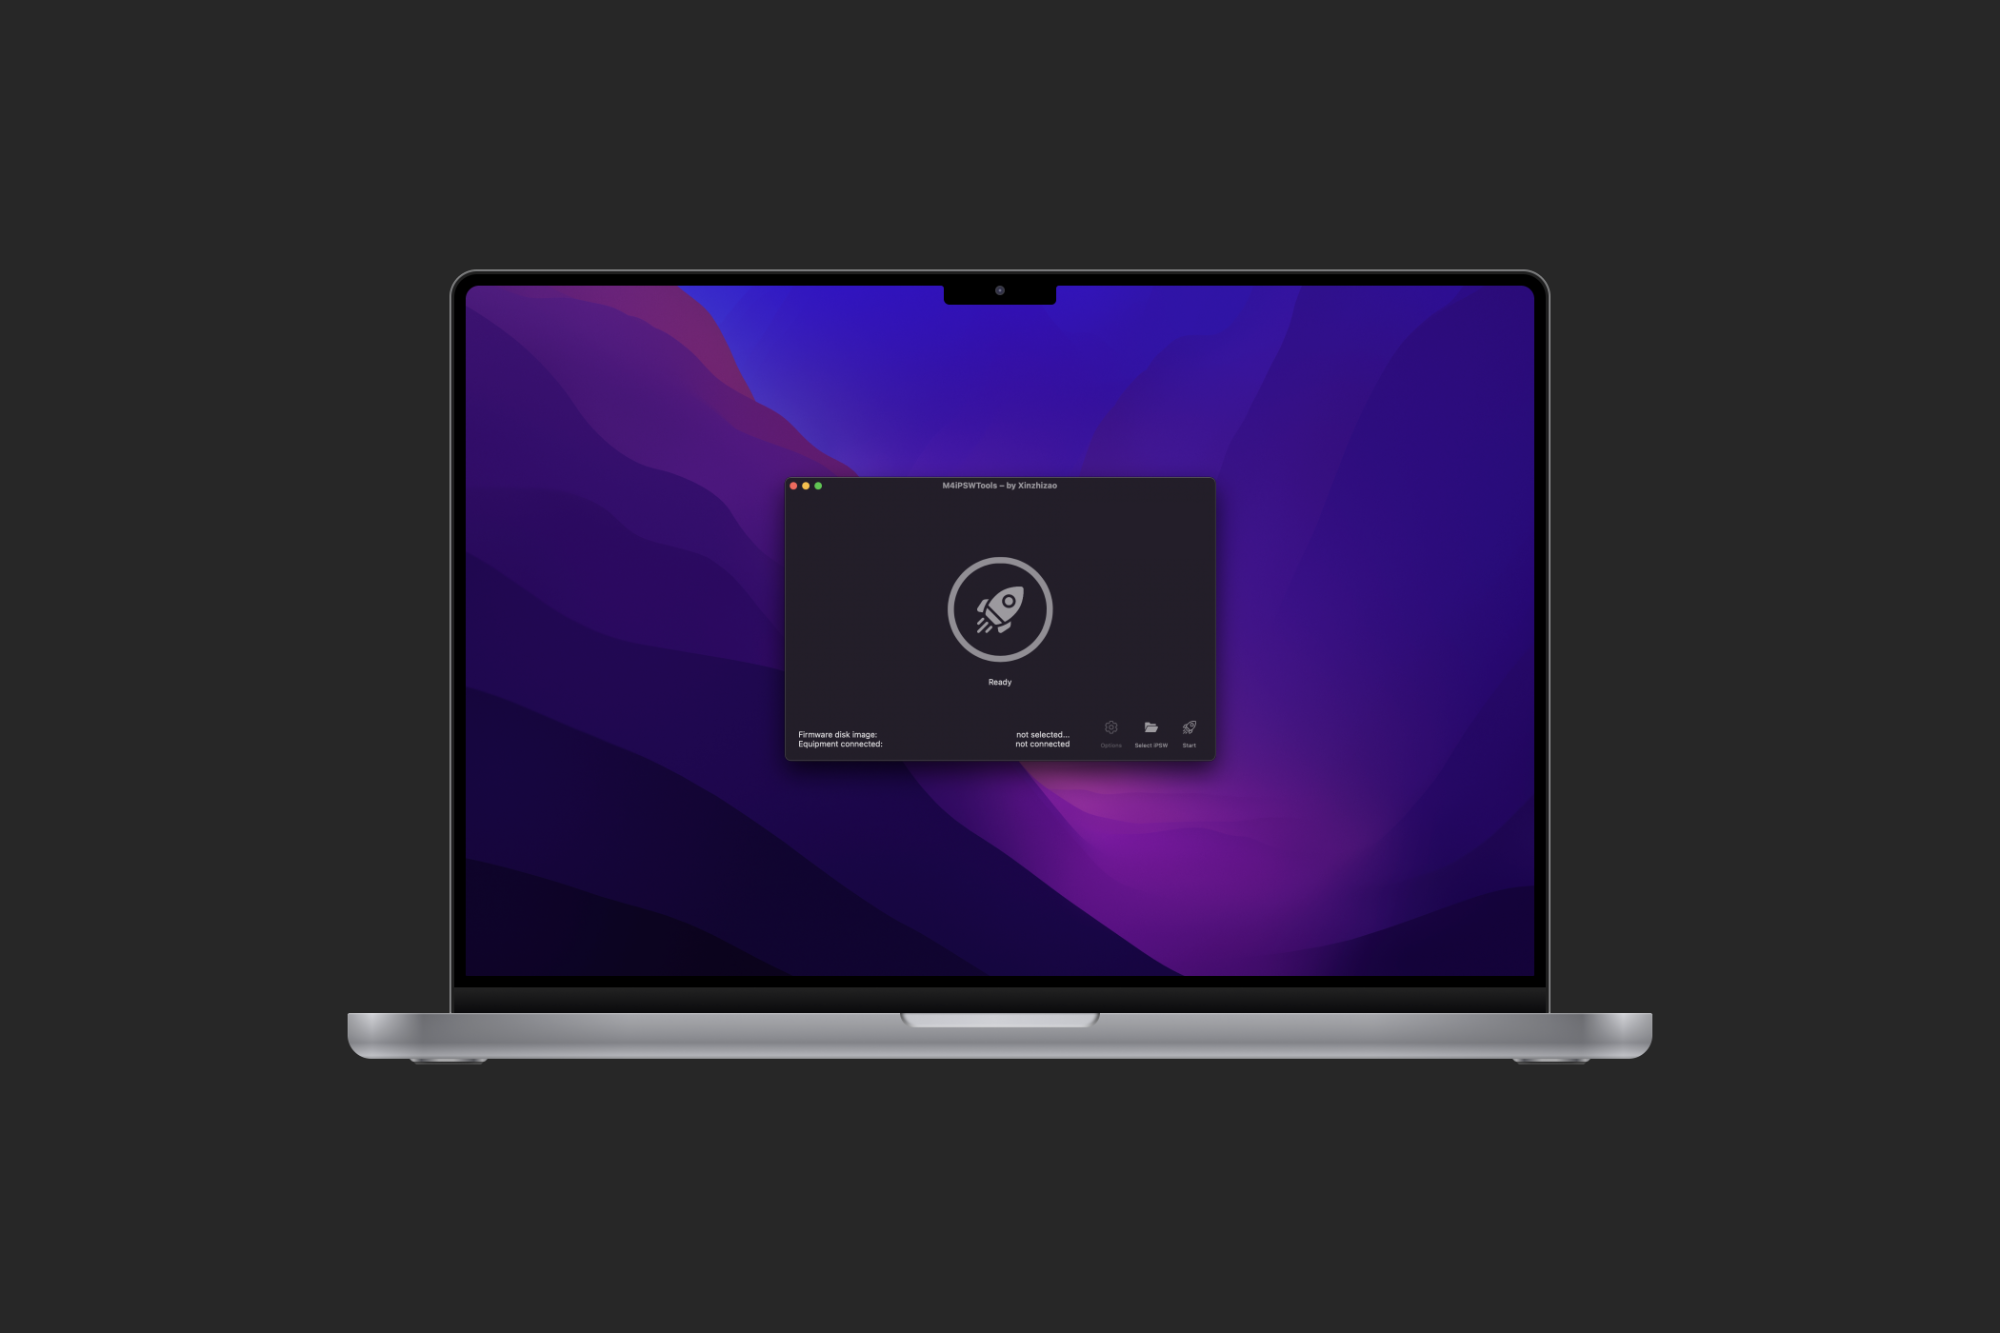 M4iPSWTools – by Xinzhizao
Ready
Firmware disk image: not selected...
Equipment connected: not connected
Options Select iPSW Start